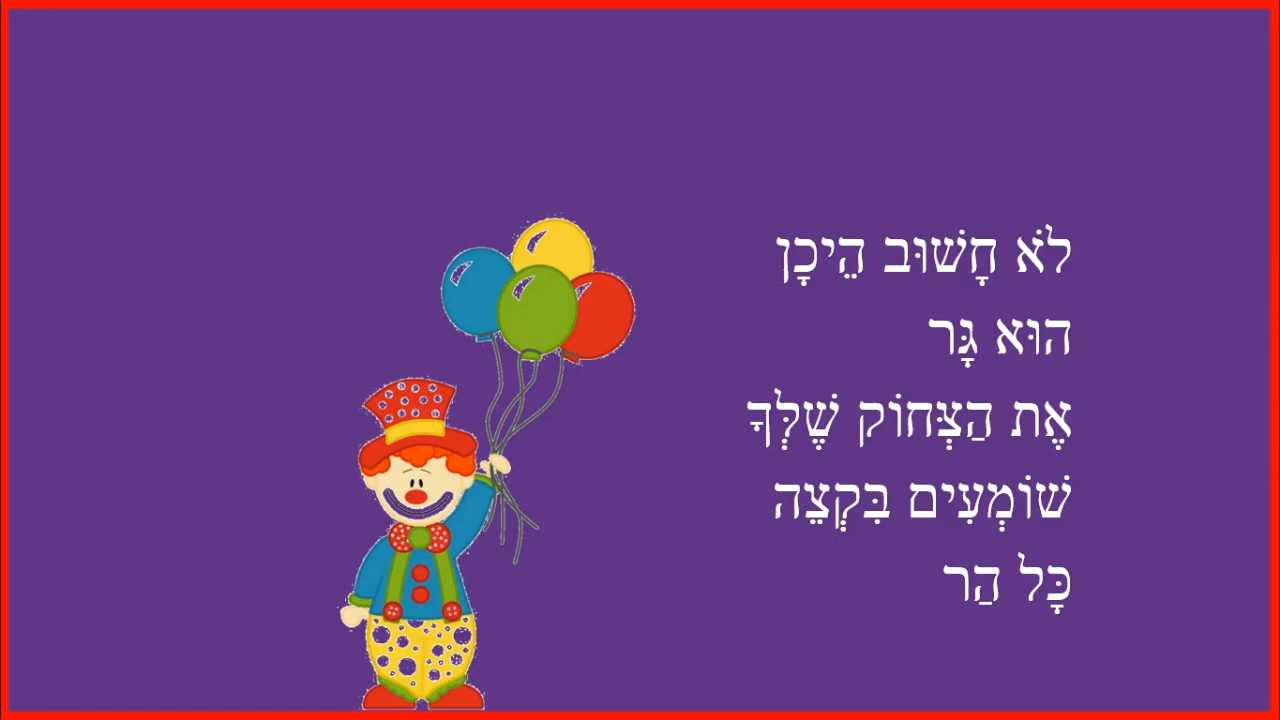 לֹא חָשׁוּב הֵיכָן
הוּא גָּר
אֶת הַצְּחוֹק שֶׁלְּךָ
שׁוֹמְעִים בִּקְצֵה
כָּל הַר